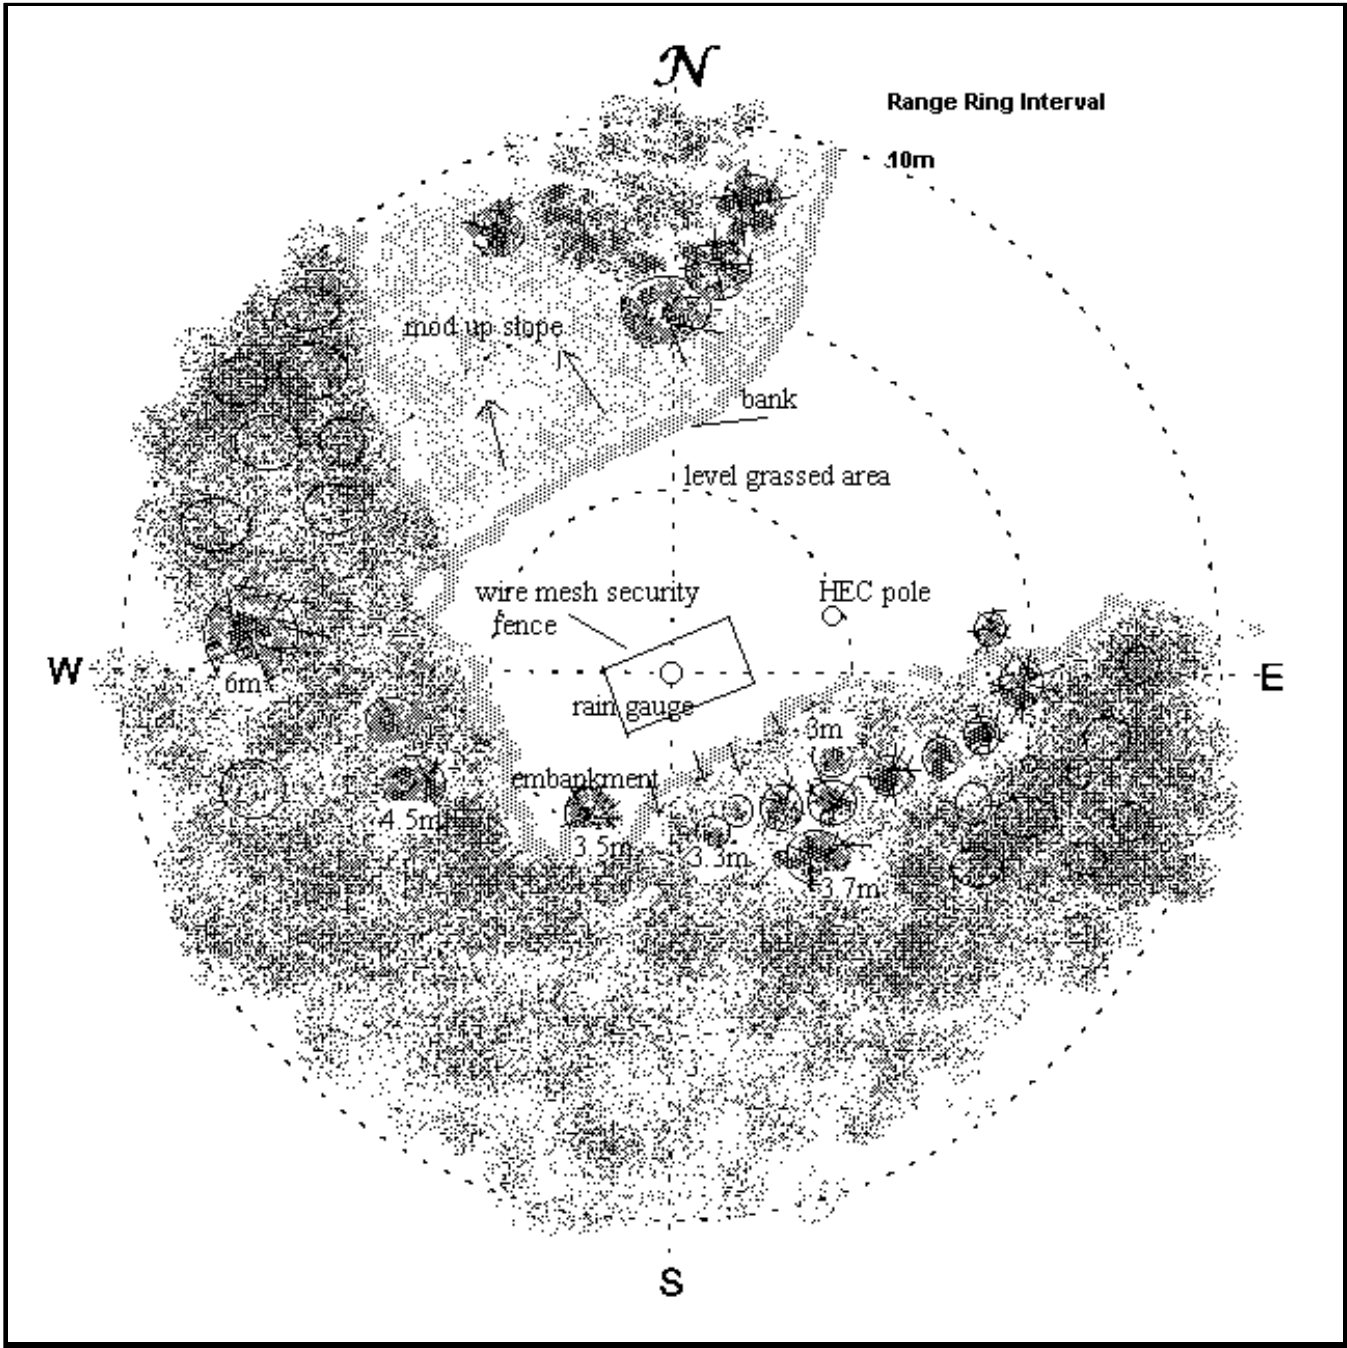 N
Range Ring Interval
10m
mod up slope
bank
level grassed area
wire mesh security
fence
HEC pole
W
E
6m
rain gauge
3m
embankment
4.5m
3.5m
3.3m
3.7m
S